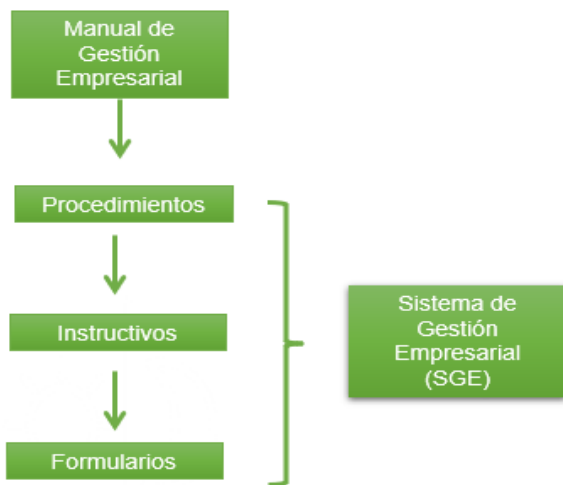 Manual de
Gestión
Empresarial
Procedimientos
Instructivos
Formularios
Sistema de
Gestión
Empresarial
(SGE)